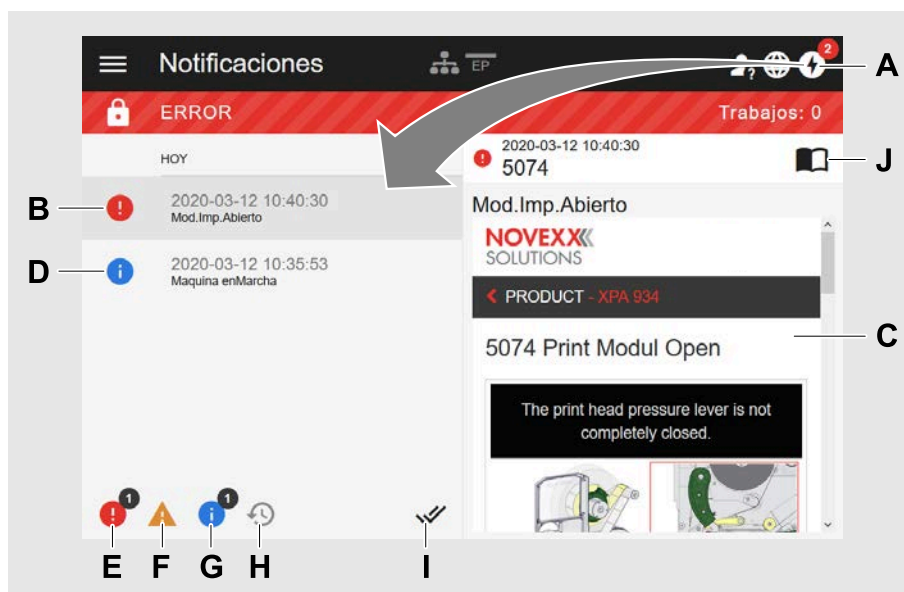 Notificaciones
EP
?
2
A
ERROR
Trabajos: 0
HOY
2020-03-12 10:40:30
5074
J
B
2020-03-12 10:40:30
Mod.Imp.Abierto
Mod.Imp.Abierto
NOVEXX
SOLUTIONS
D
2020-03-12 10:35:53
Maquina enMarcha
< PRODUCT - XPA 934
5074 Print Modul Open
C
The print head pressure lever is not
completely closed.
1
1
E
F
G
H
I